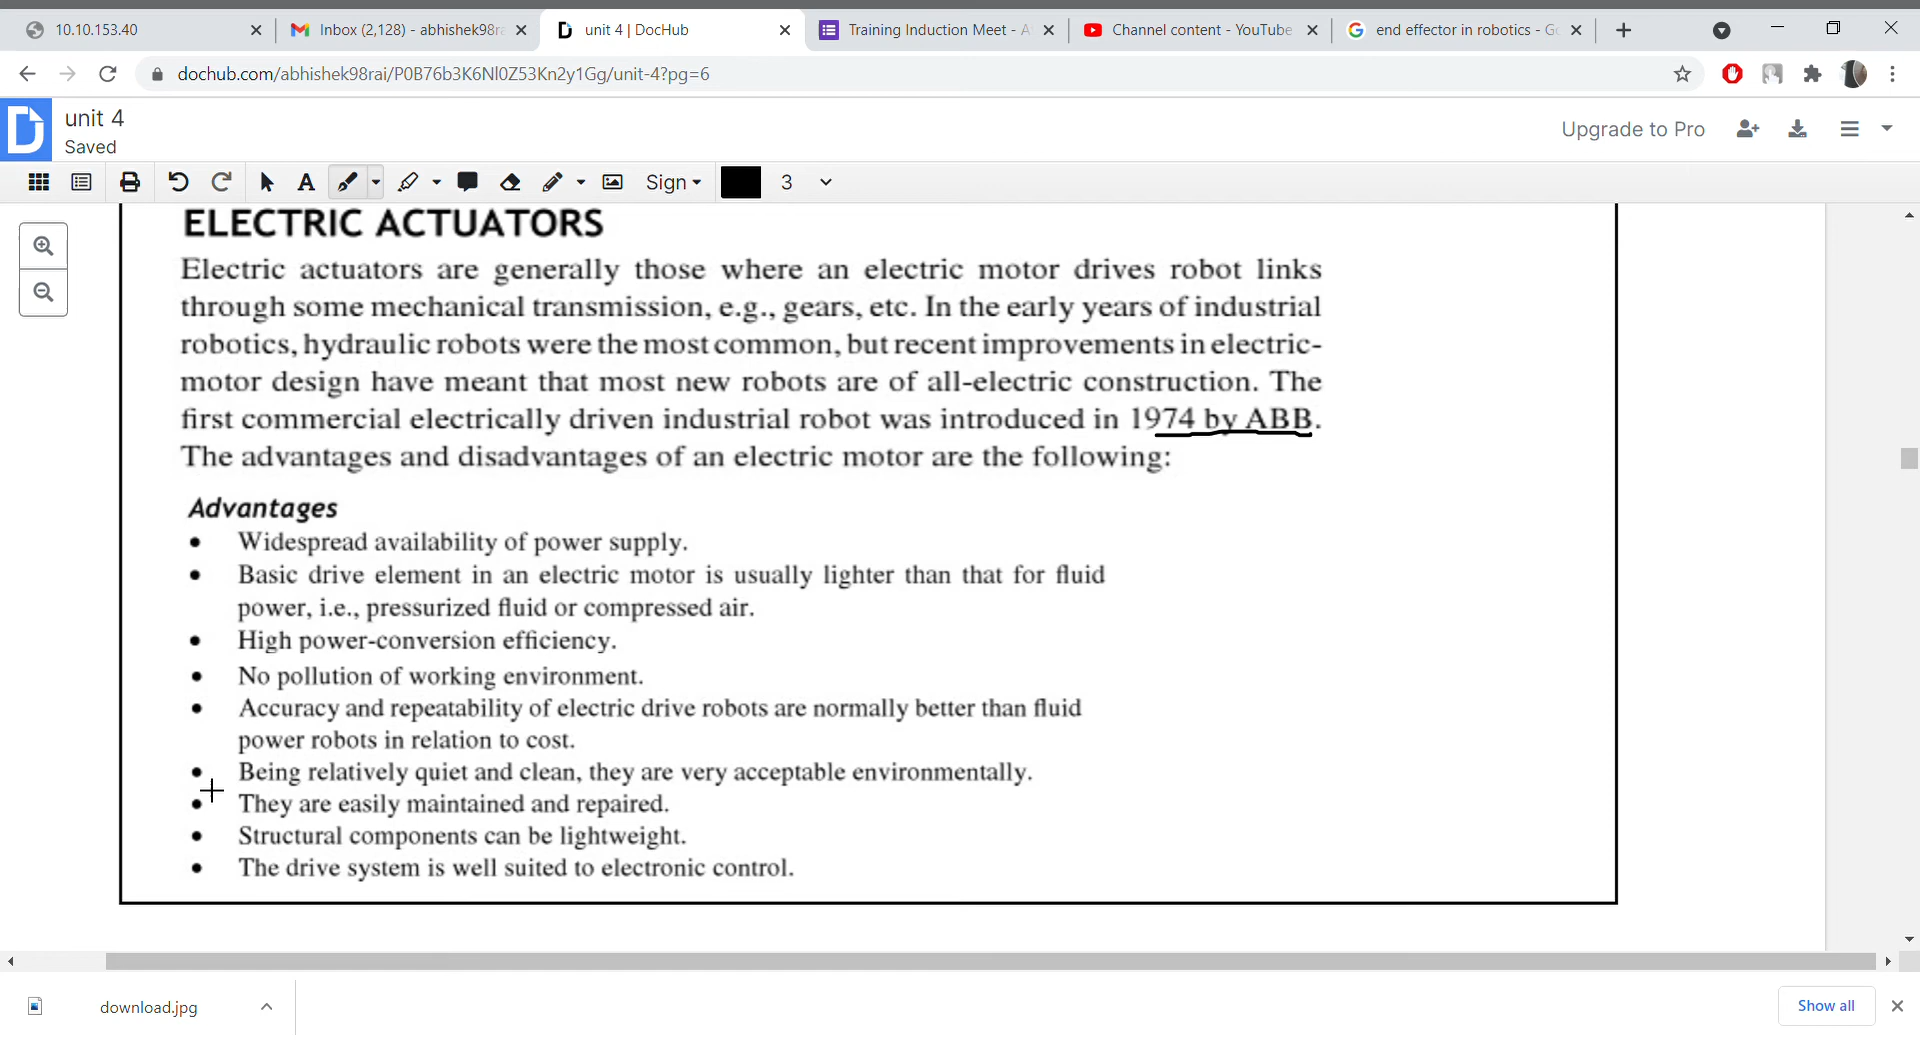 10.10.153.40
Inbox (2,128) - abhishek98r
unit 4 | DocHub
Training Induction Meet - A
Channel content - YouTube
end effector in robotics - G
dochub.com/abhishek98rai/P0B76b3K6Nl0Z53Kn2y1Gg/unit-4?pg=6
unit 4
Saved
Upgrade to Pro
A
Sign
3
ELECTRIC ACTUATORS
Electric actuators are generally those where an electric motor drives robot links
through some mechanical transmission, e.g., gears, etc. In the early years of industrial
robotics, hydraulic robots were the most common, but recent improvements in electric-
motor design have meant that most new robots are of all-electric construction. The
first commercial electrically driven industrial robot was introduced in 1974 by ABB.
The advantages and disadvantages of an electric motor are the following:
Advantages
• Widespread availability of power supply.
• Basic drive element in an electric motor is usually lighter than that for fluid
power, i.e., pressurized fluid or compressed air.
• High power-conversion efficiency.
• No pollution of working environment.
• Accuracy and repeatability of electric drive robots are normally better than fluid
power robots in relation to cost.
• Being relatively quiet and clean, they are very acceptable environmentally.
• They are easily maintained and repaired.
• Structural components can be lightweight.
• The drive system is well suited to electronic control.
download.jpg
Show all